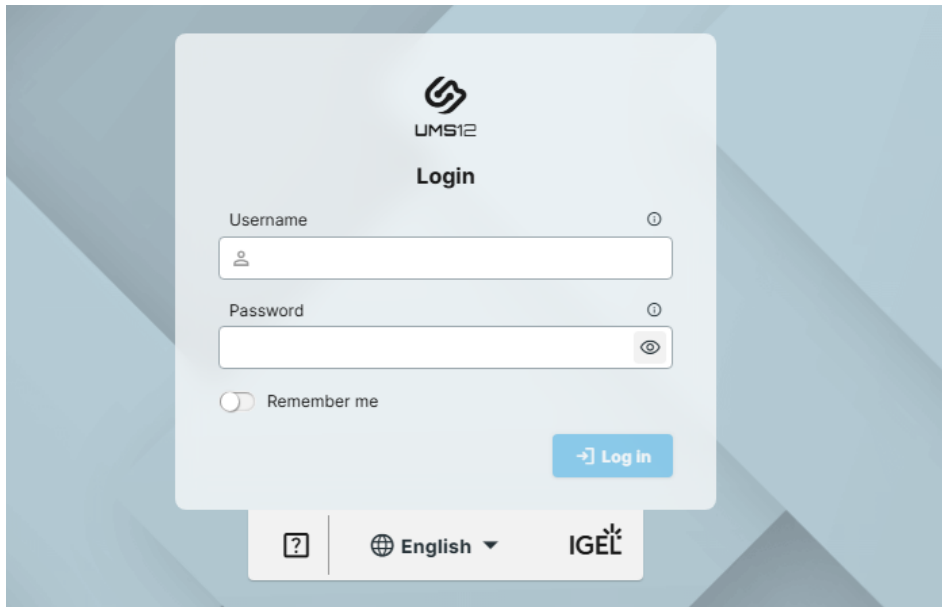 UMS12
Login
Username
Password
Remember me
Log in
English
IGEL